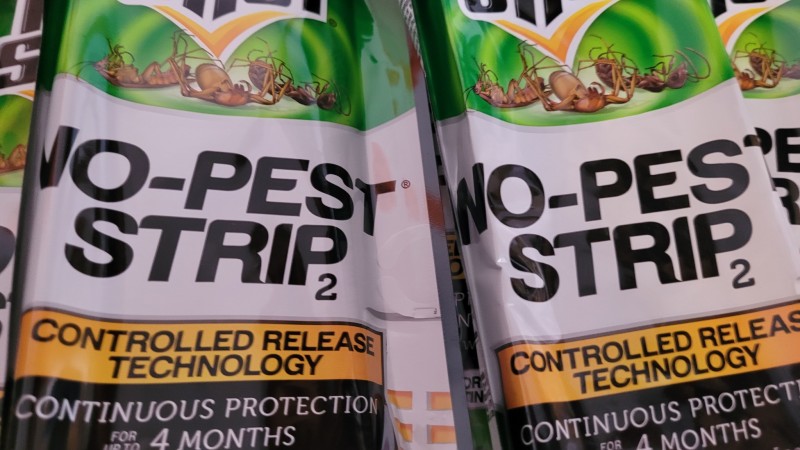 NO-PEST®
STRIP2
CONTROLLED RELEASE
TECHNOLOGY
CONTINUOUS PROTECTION
FOR
UP TO 4 MONTHS
NO-PEST
STRIP2
CONTROLLED RELEASE
TECHNOLOGY
CONTINUOUS PROTECTI
FOR 4 MONTHS